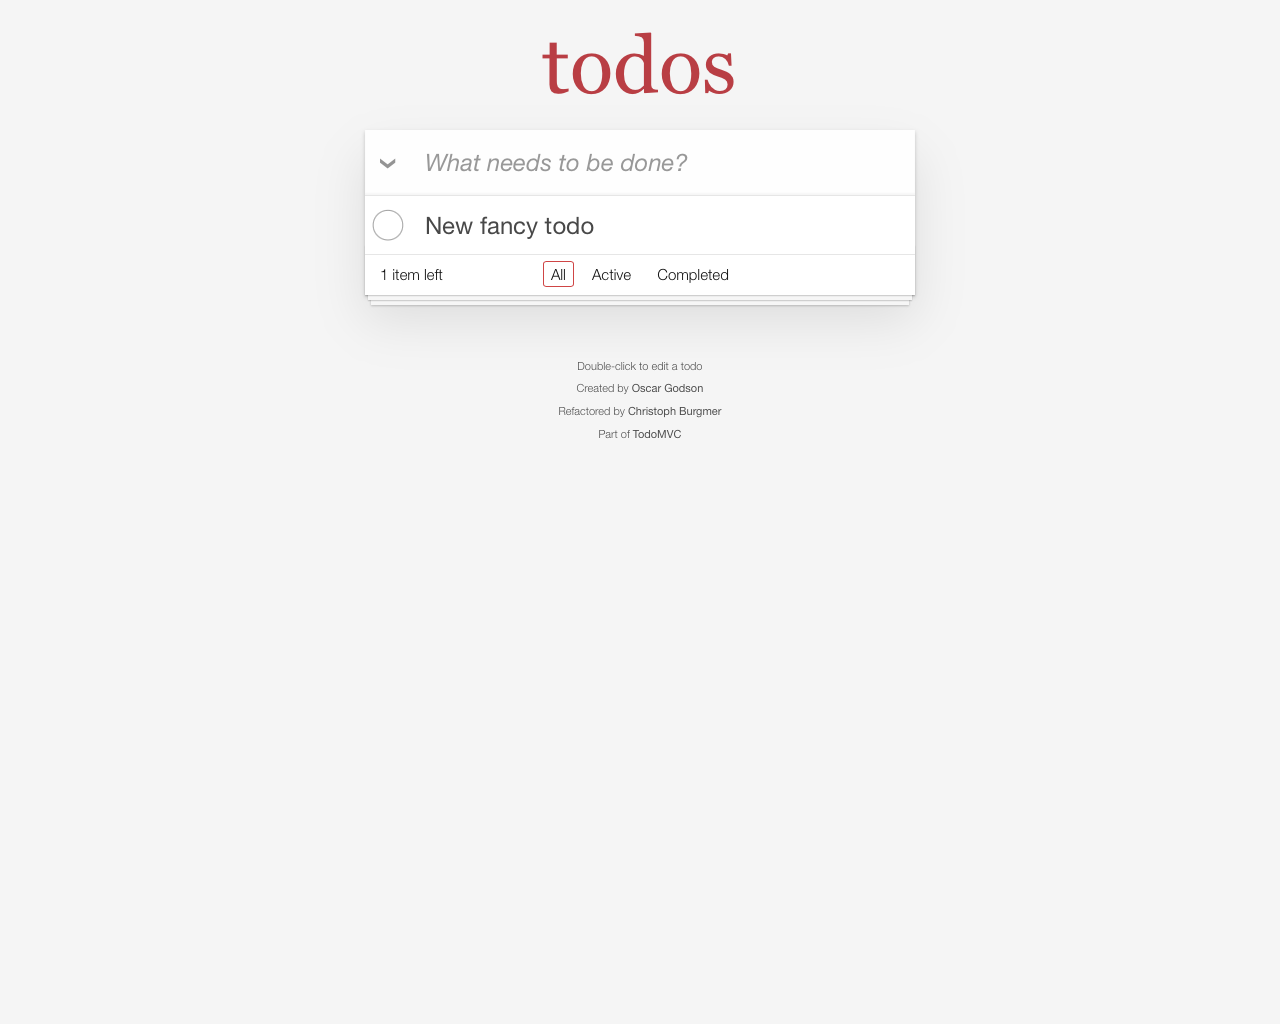 todos
What needs to be done?
New fancy todo
1 item left All Active Completed
Double-click to edit a todo
Created by Oscar Godson
Refactored by Christoph Burgmer
Part of TodoMVC